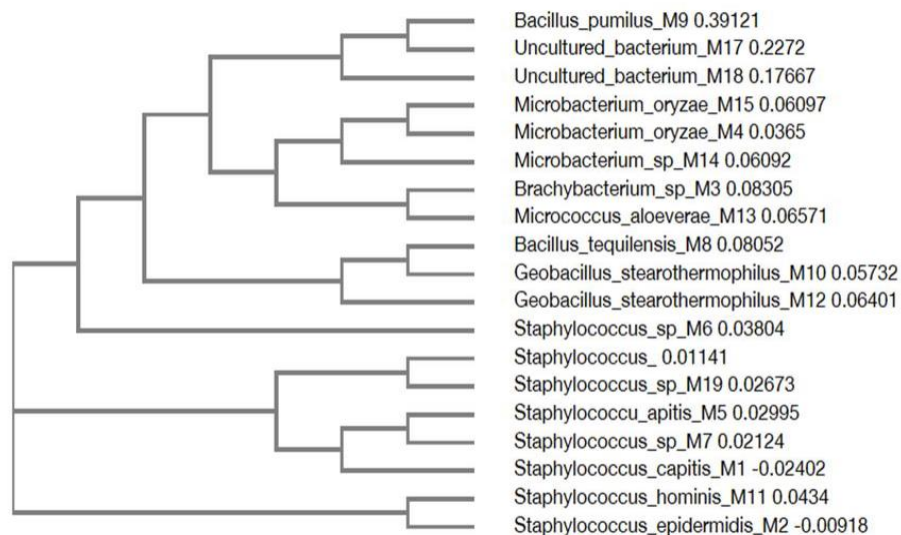 Bacillus_pumilus_M9 0.39121
Uncultured_bacterium_M17 0.2272
Uncultured_bacterium_M18 0.17667
Microbacterium_oryzae_M15 0.06097
Microbacterium_oryzae_M4 0.0365
Microbacterium_sp_M14 0.06092
Brachybacterium_sp_M3 0.08305
Micrococcus_aloeverae_M13 0.06571
Bacillus_tequilensis_M8 0.08052
Geobacillus_stearothermophilus_M10 0.05732
Geobacillus_stearothermophilus_M12 0.06401
Staphylococcus_sp_M6 0.03804
Staphylococcus_ 0.01141
Staphylococcus_sp_M19 0.02673
Staphylococcu_apitis_M5 0.02995
Staphylococcus_sp_M7 0.02124
Staphylococcus_capitis_M1 -0.02402
Staphylococcus_hominis_M11 0.0434
Staphylococcus_epidermidis_M2 -0.00918